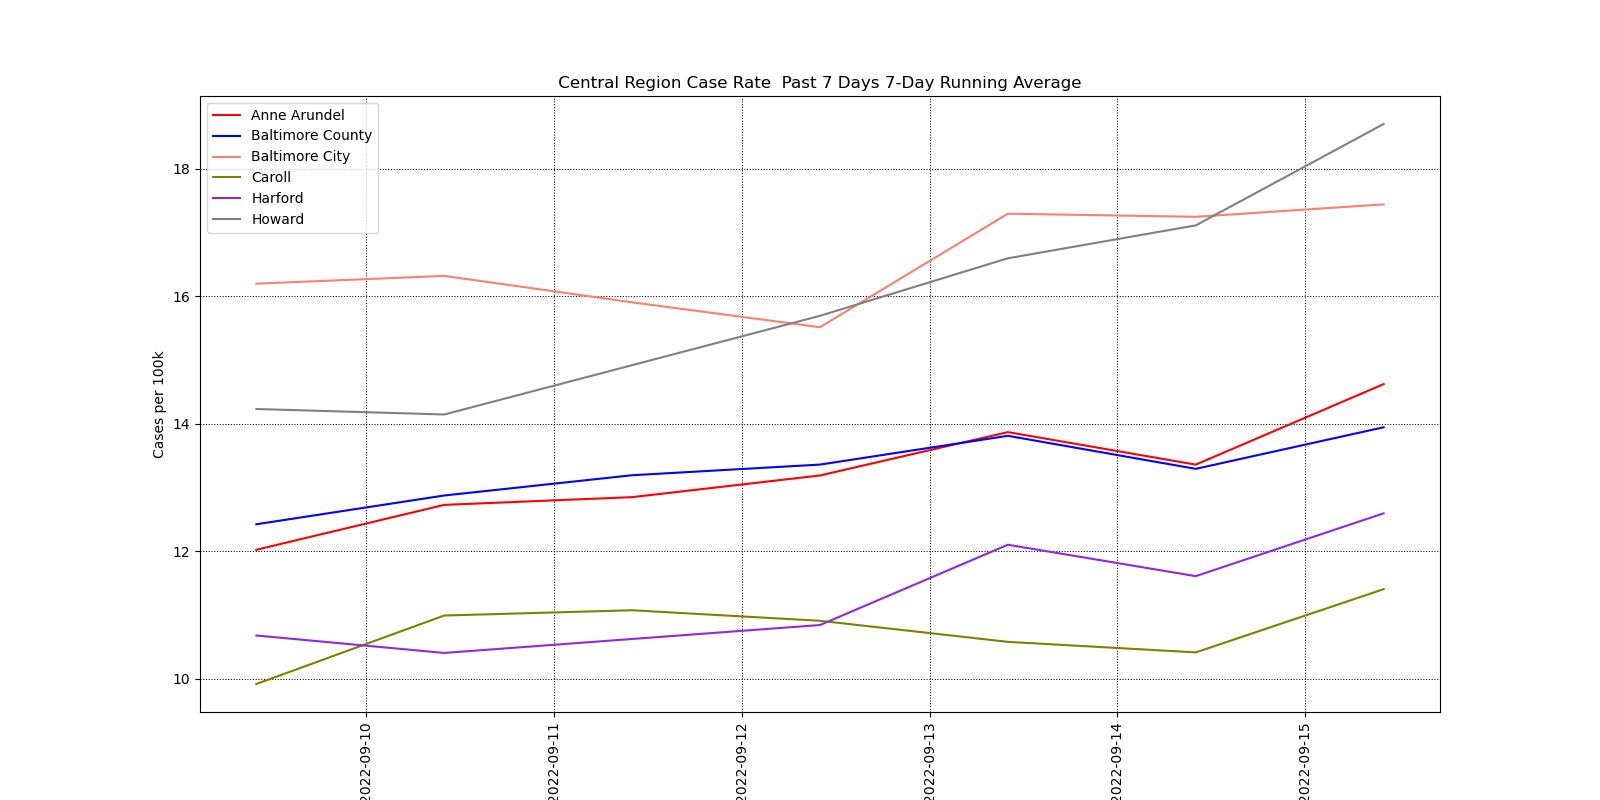 Central Region Case Rate  Past 7 Days 7-Day Running Average
Anne Arundel
Baltimore County
Baltimore City
Caroll
Harford
Howard
Cases per 100k
18
16
14
12
10
2022-09-10
2022-09-11
2022-09-12
2022-09-13
2022-09-14
2022-09-15